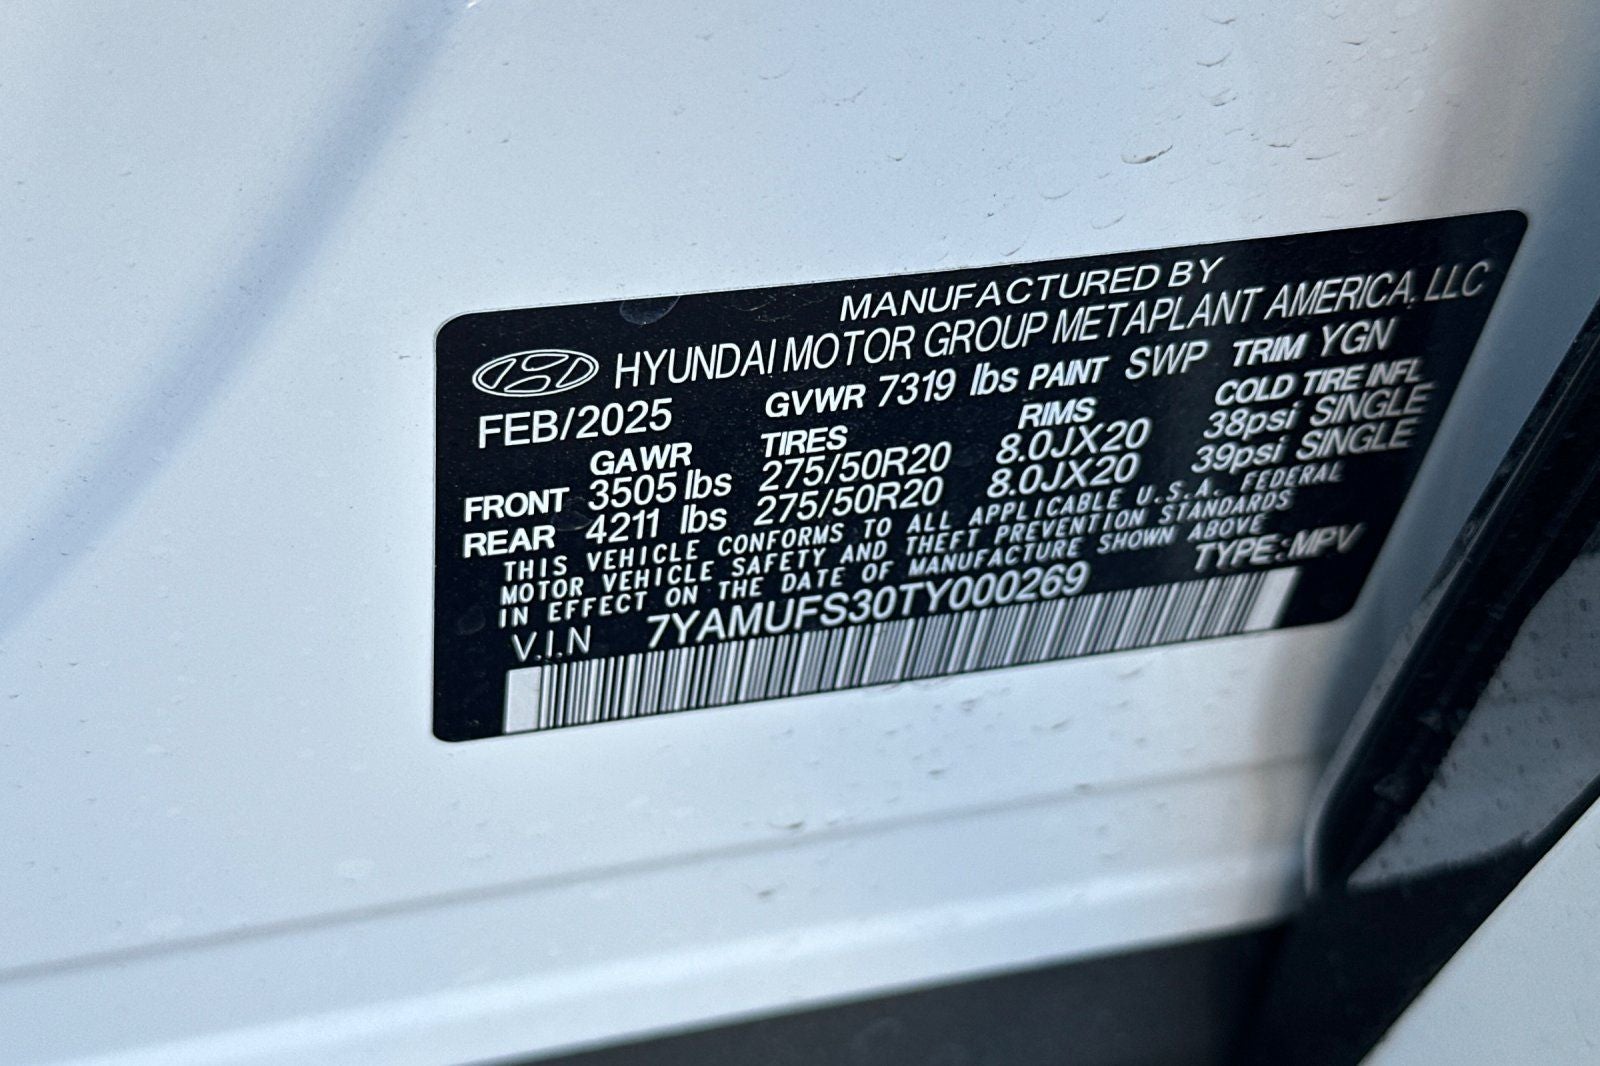 MANUFACTURED BY
HYUNDAI MOTOR GROUP METAPLANT AMERICA, LLC
FEB/2025 GVWR 7319 lbs PAINT SWP TRIM YGN
GAWR TIRES RIMS COLD TIRE INFL
FRONT 3505 lbs 275/50R20 8.0JX20 38psi SINGLE
REAR 4211 lbs 275/50R20 8.0JX20 39psi SINGLE
THIS VEHICLE CONFORMS TO ALL APPLICABLE U.S.A. FEDERAL
MOTOR VEHICLE SAFETY AND THEFT PREVENTION STANDARDS
IN EFFECT ON THE DATE OF MANUFACTURE SHOWN ABOVE
V.I.N 7YAMUFS30TY000269 TYPE:MPV